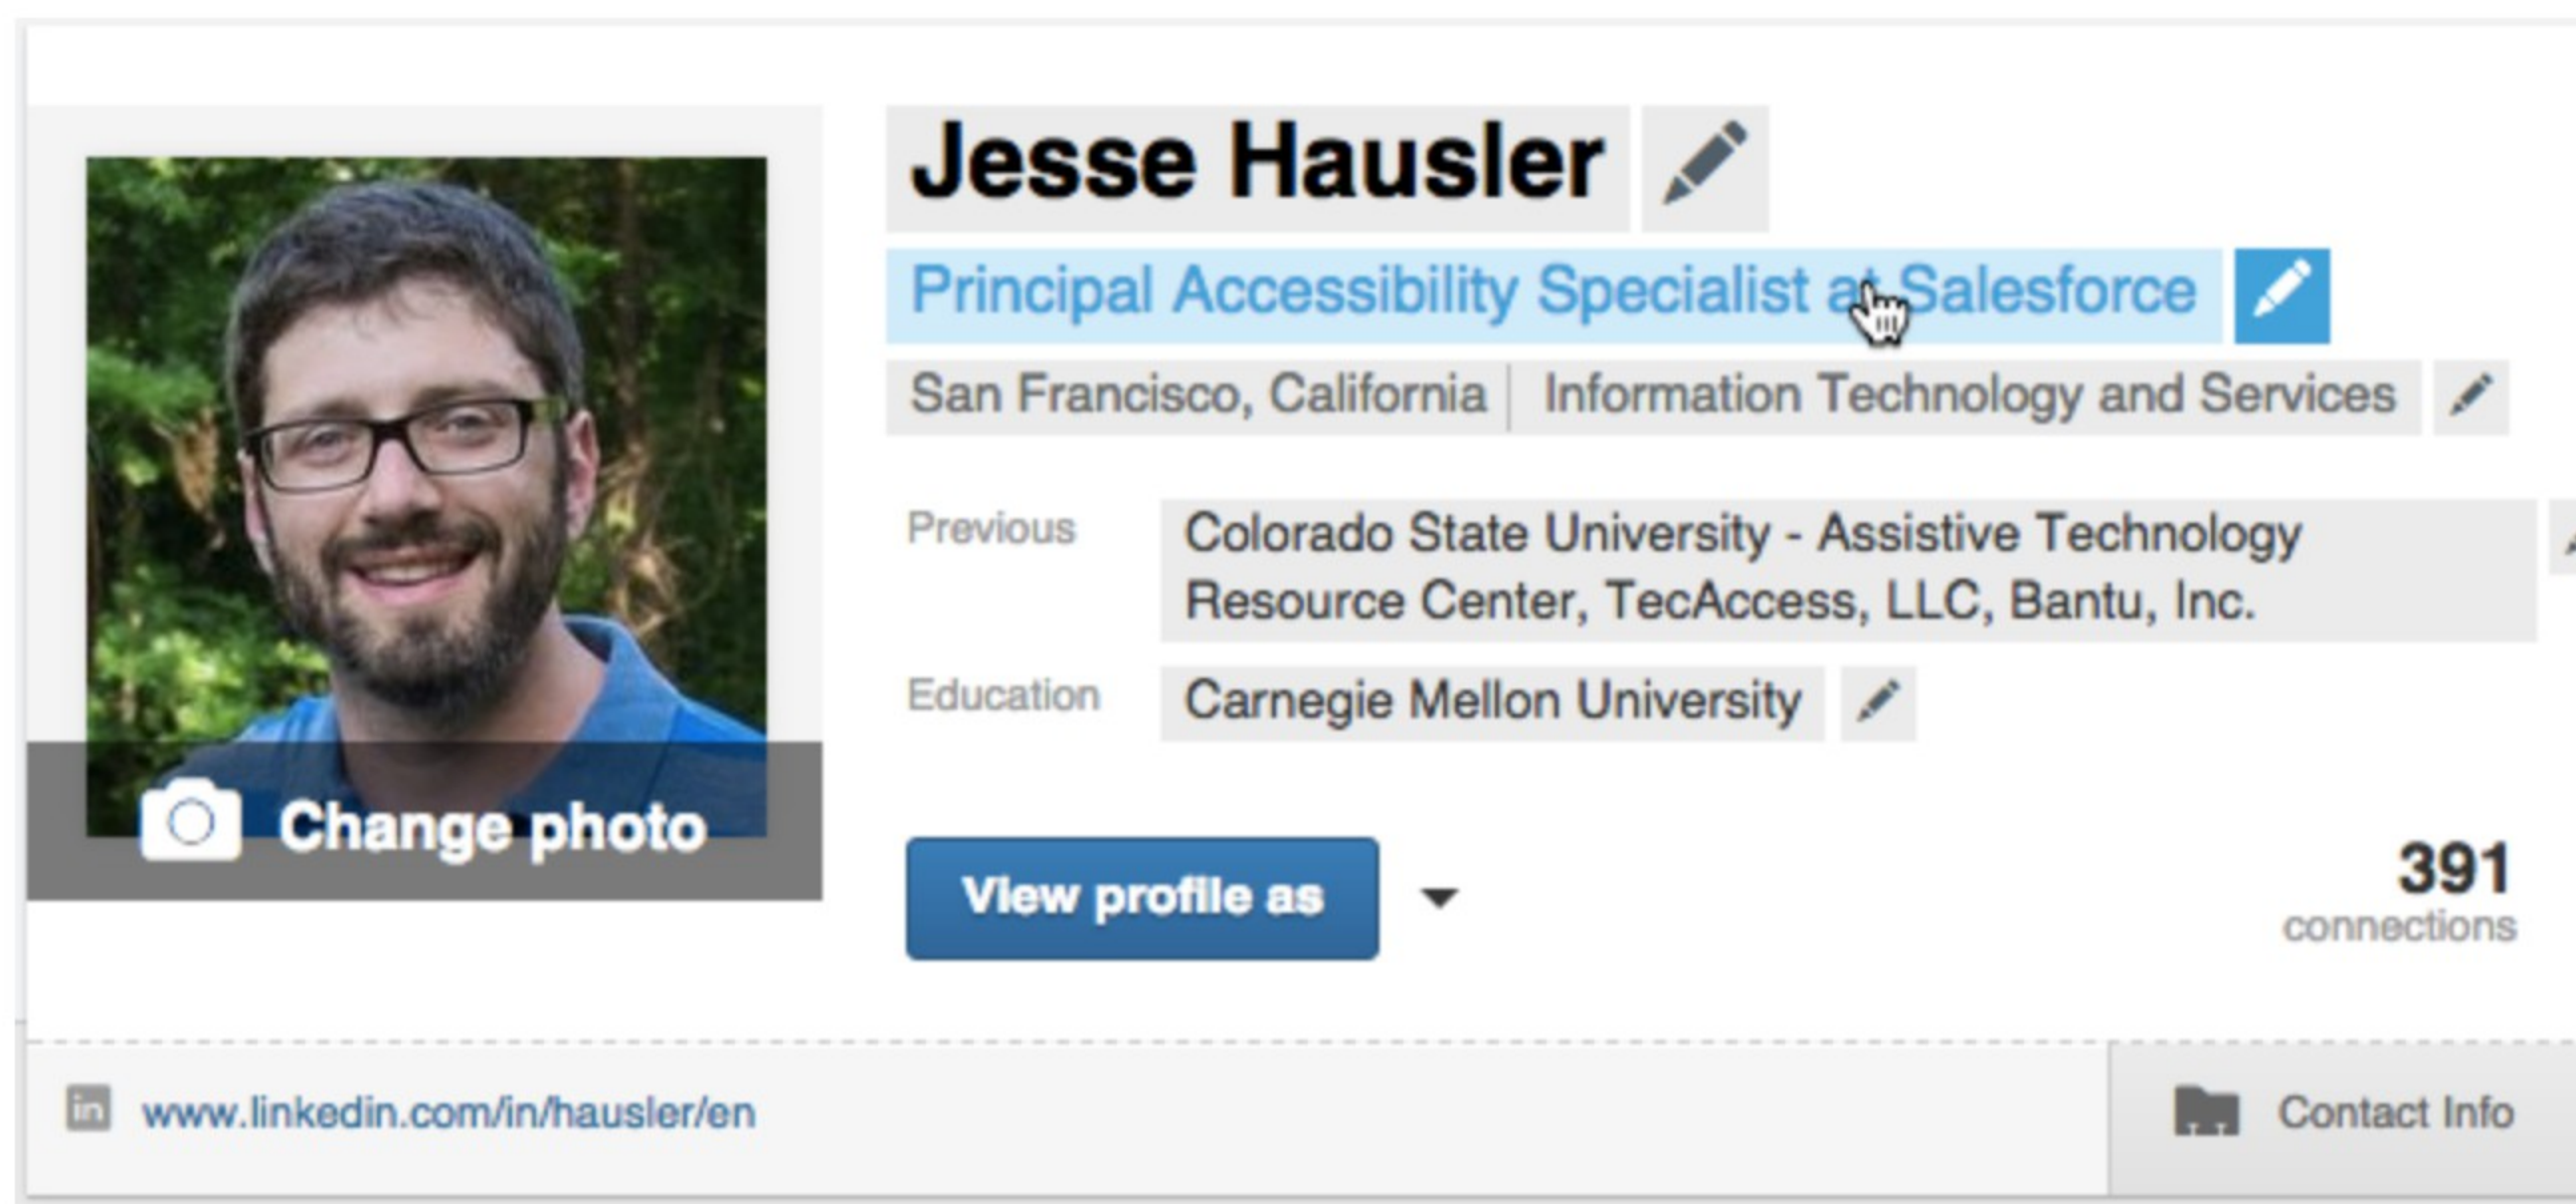 Jesse Hausler
Principal Accessibility Specialist at Salesforce
San Francisco, California | Information Technology and Services
Previous
Colorado State University - Assistive Technology
Resource Center, TecAccess, LLC, Bantu, Inc.
Education
Carnegie Mellon University
Change photo
View profile as
391
connections
in
www.linkedin.com/in/hausler/en
Contact Info